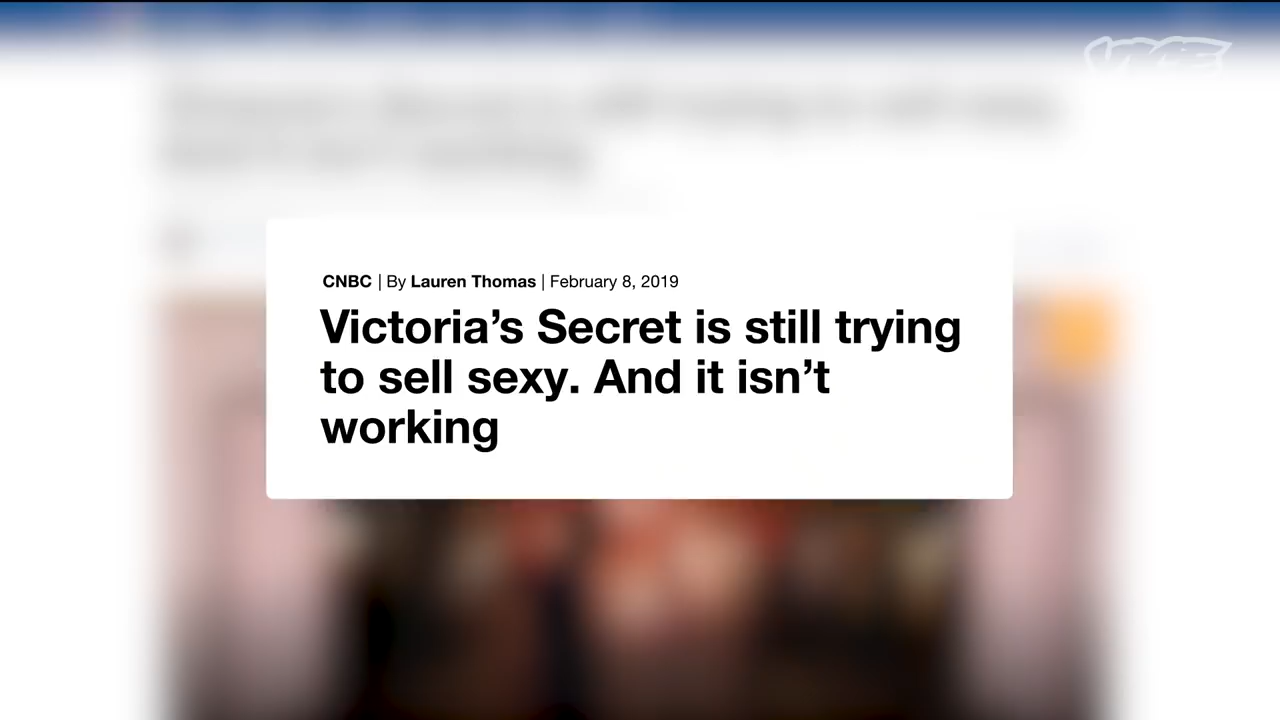 VICE
CNBC | By Lauren Thomas | February 8, 2019
Victoria’s Secret is still trying
to sell sexy. And it isn’t
working